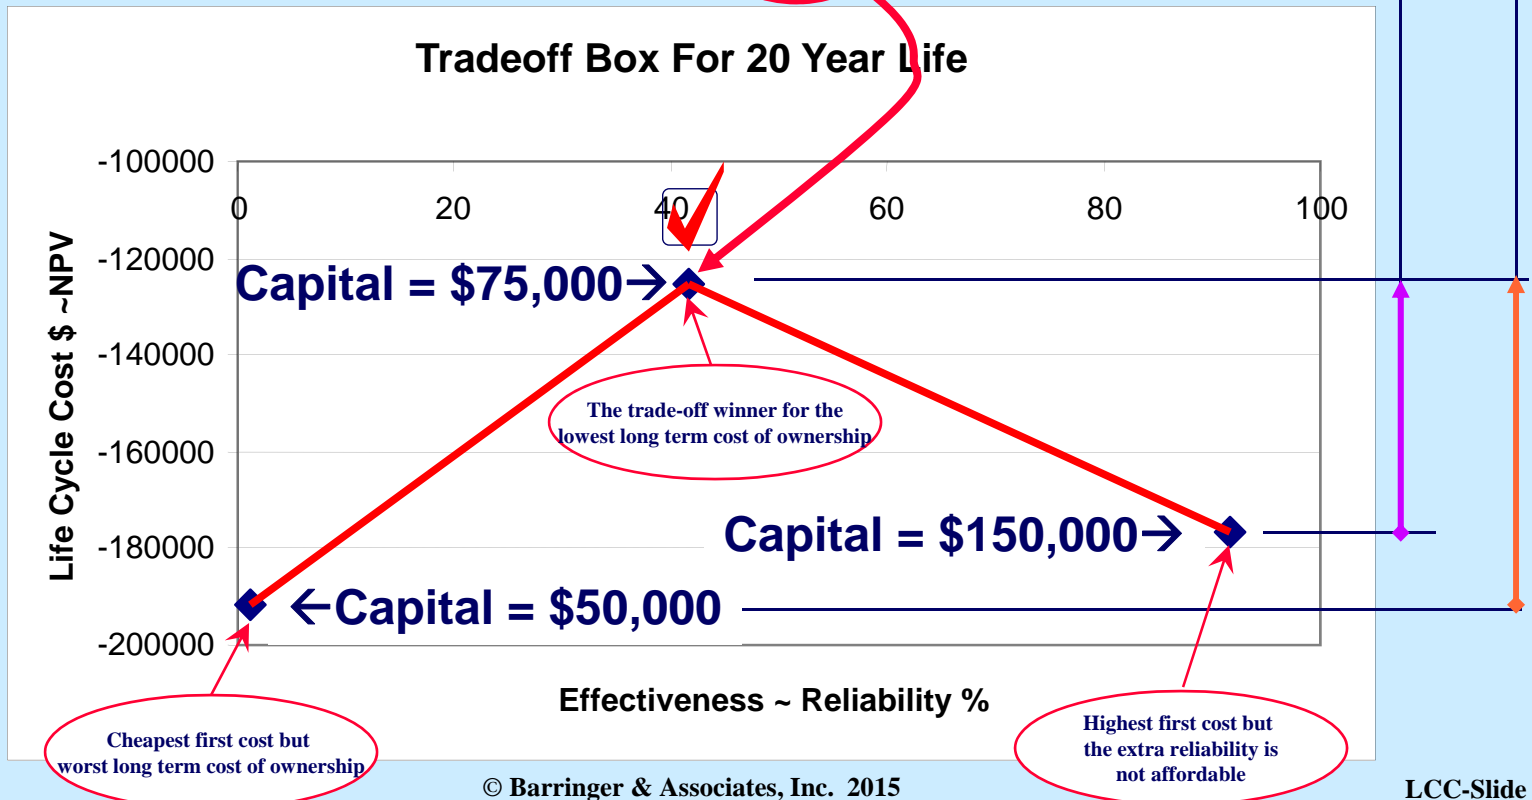 Tradeoff Box For 20 Year Life
-100000
0 20 40 60 80 100
-120000
Capital = $75,000→
-140000
The trade-off winner for the
lowest long term cost of ownership
-160000
Capital = $150,000→
-180000
←Capital = $50,000
-200000
Life Cycle Cost $ ~NPV
Effectiveness ~ Reliability %
Cheapest first cost but
worst long term cost of ownership
Highest first cost but
the extra reliability is
not affordable
© Barringer & Associates, Inc. 2015
LCC-Slide